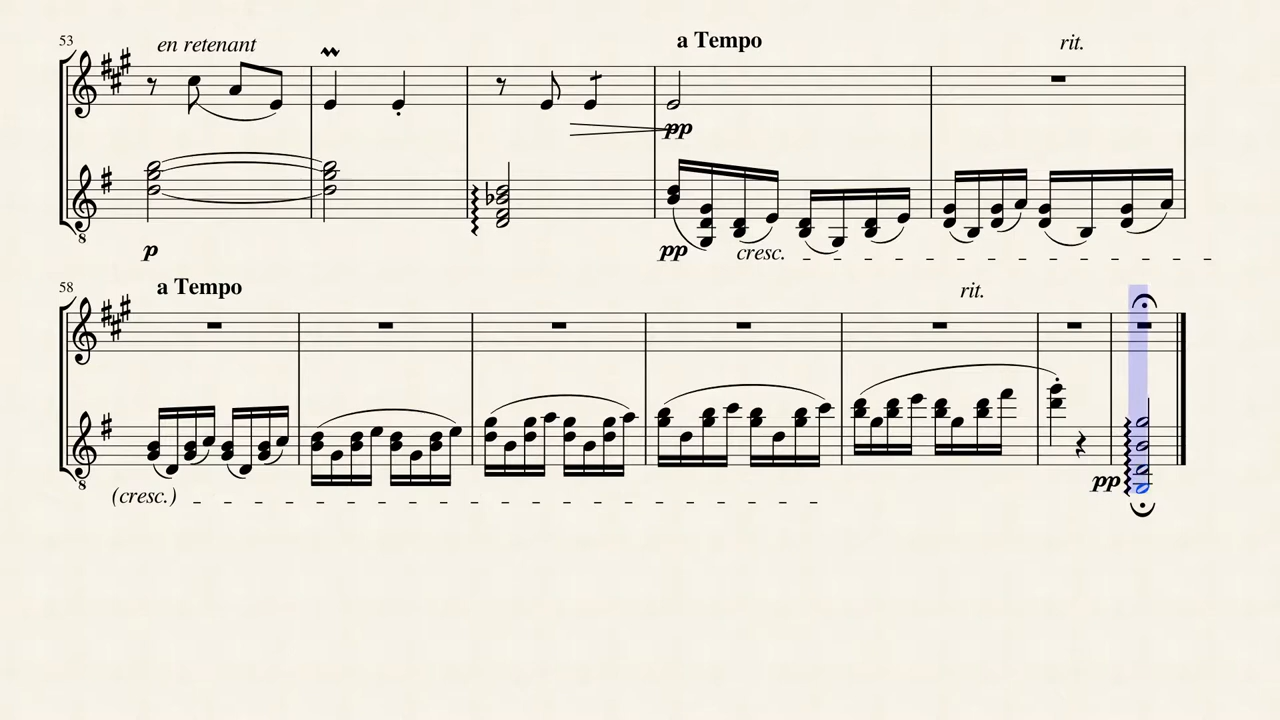 53
en retenant
a Tempo
rit.
pp
8
p
pp
cresc.
58
a Tempo
rit.
8
pp
(cresc.)